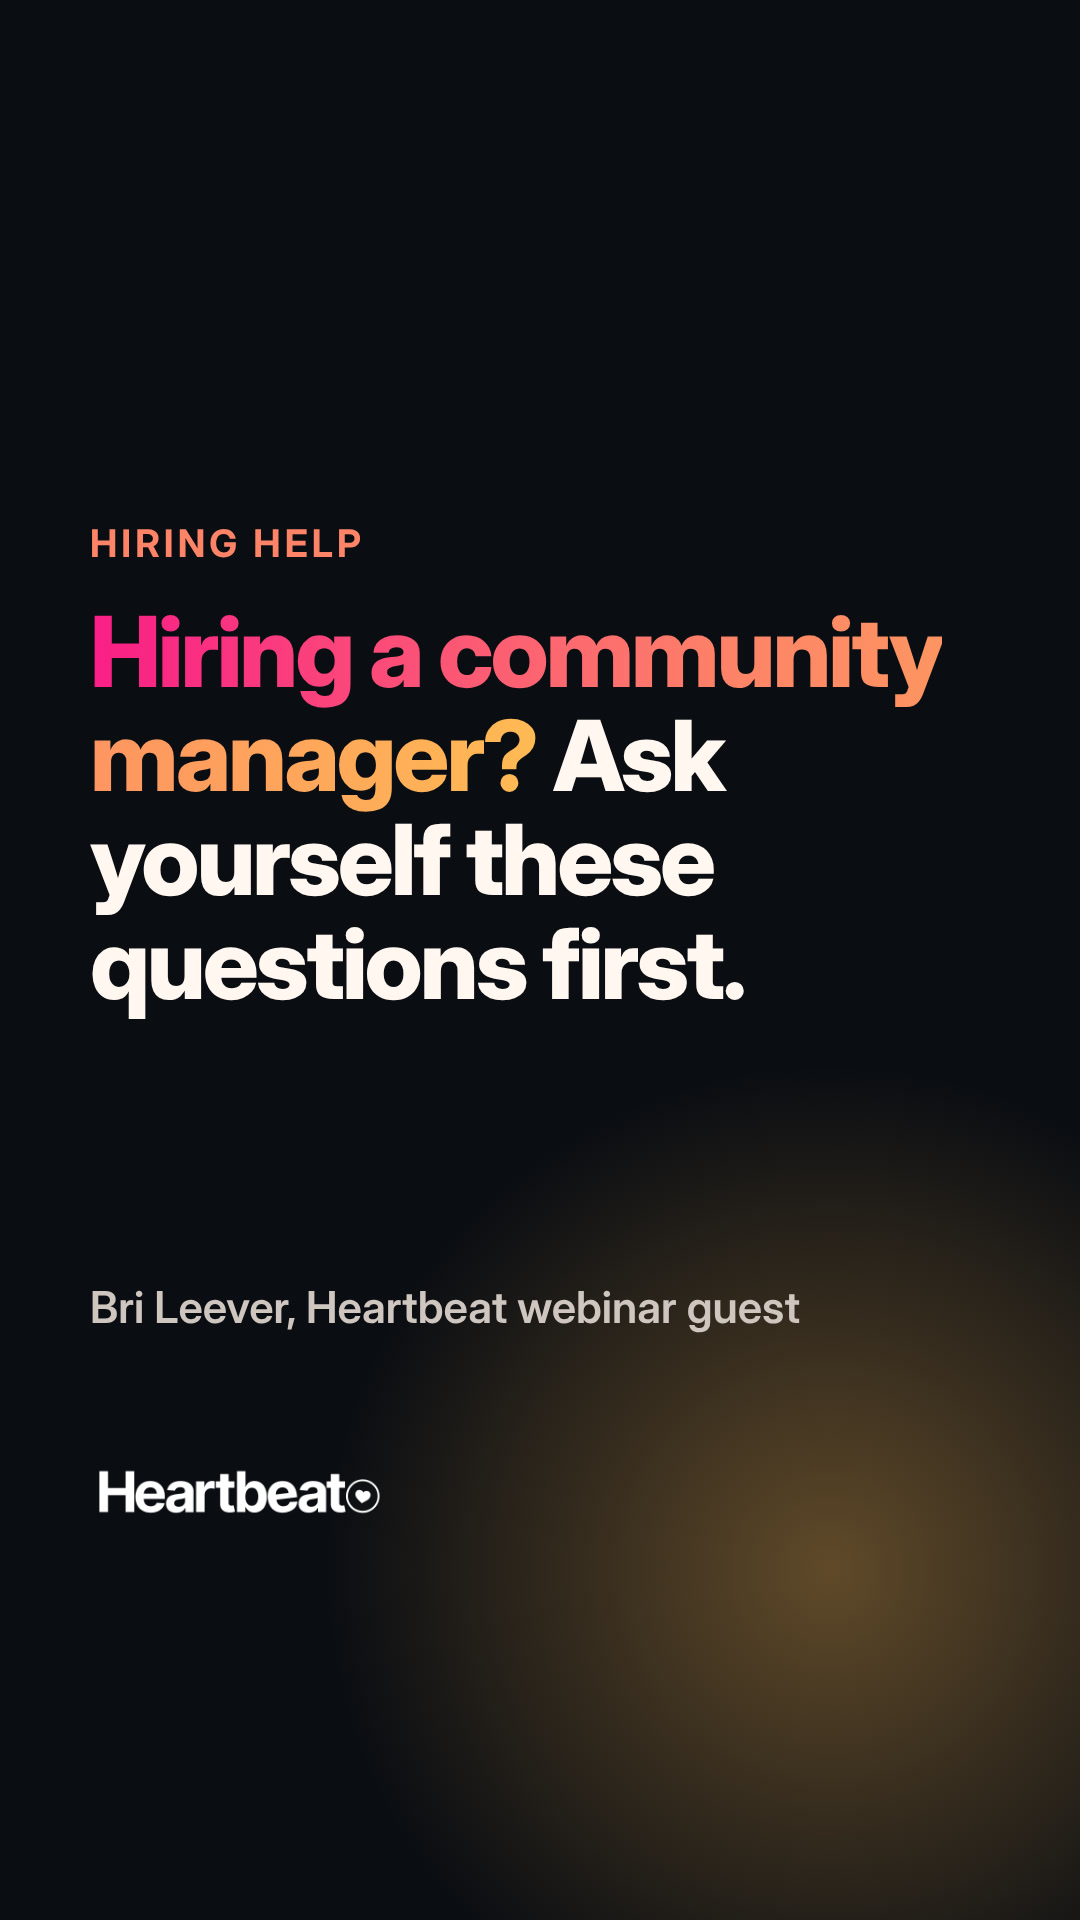 HIRING HELP
Hiring a community
manager? Ask
yourself these
questions first.
Bri Leever, Heartbeat webinar guest
Heartbeat